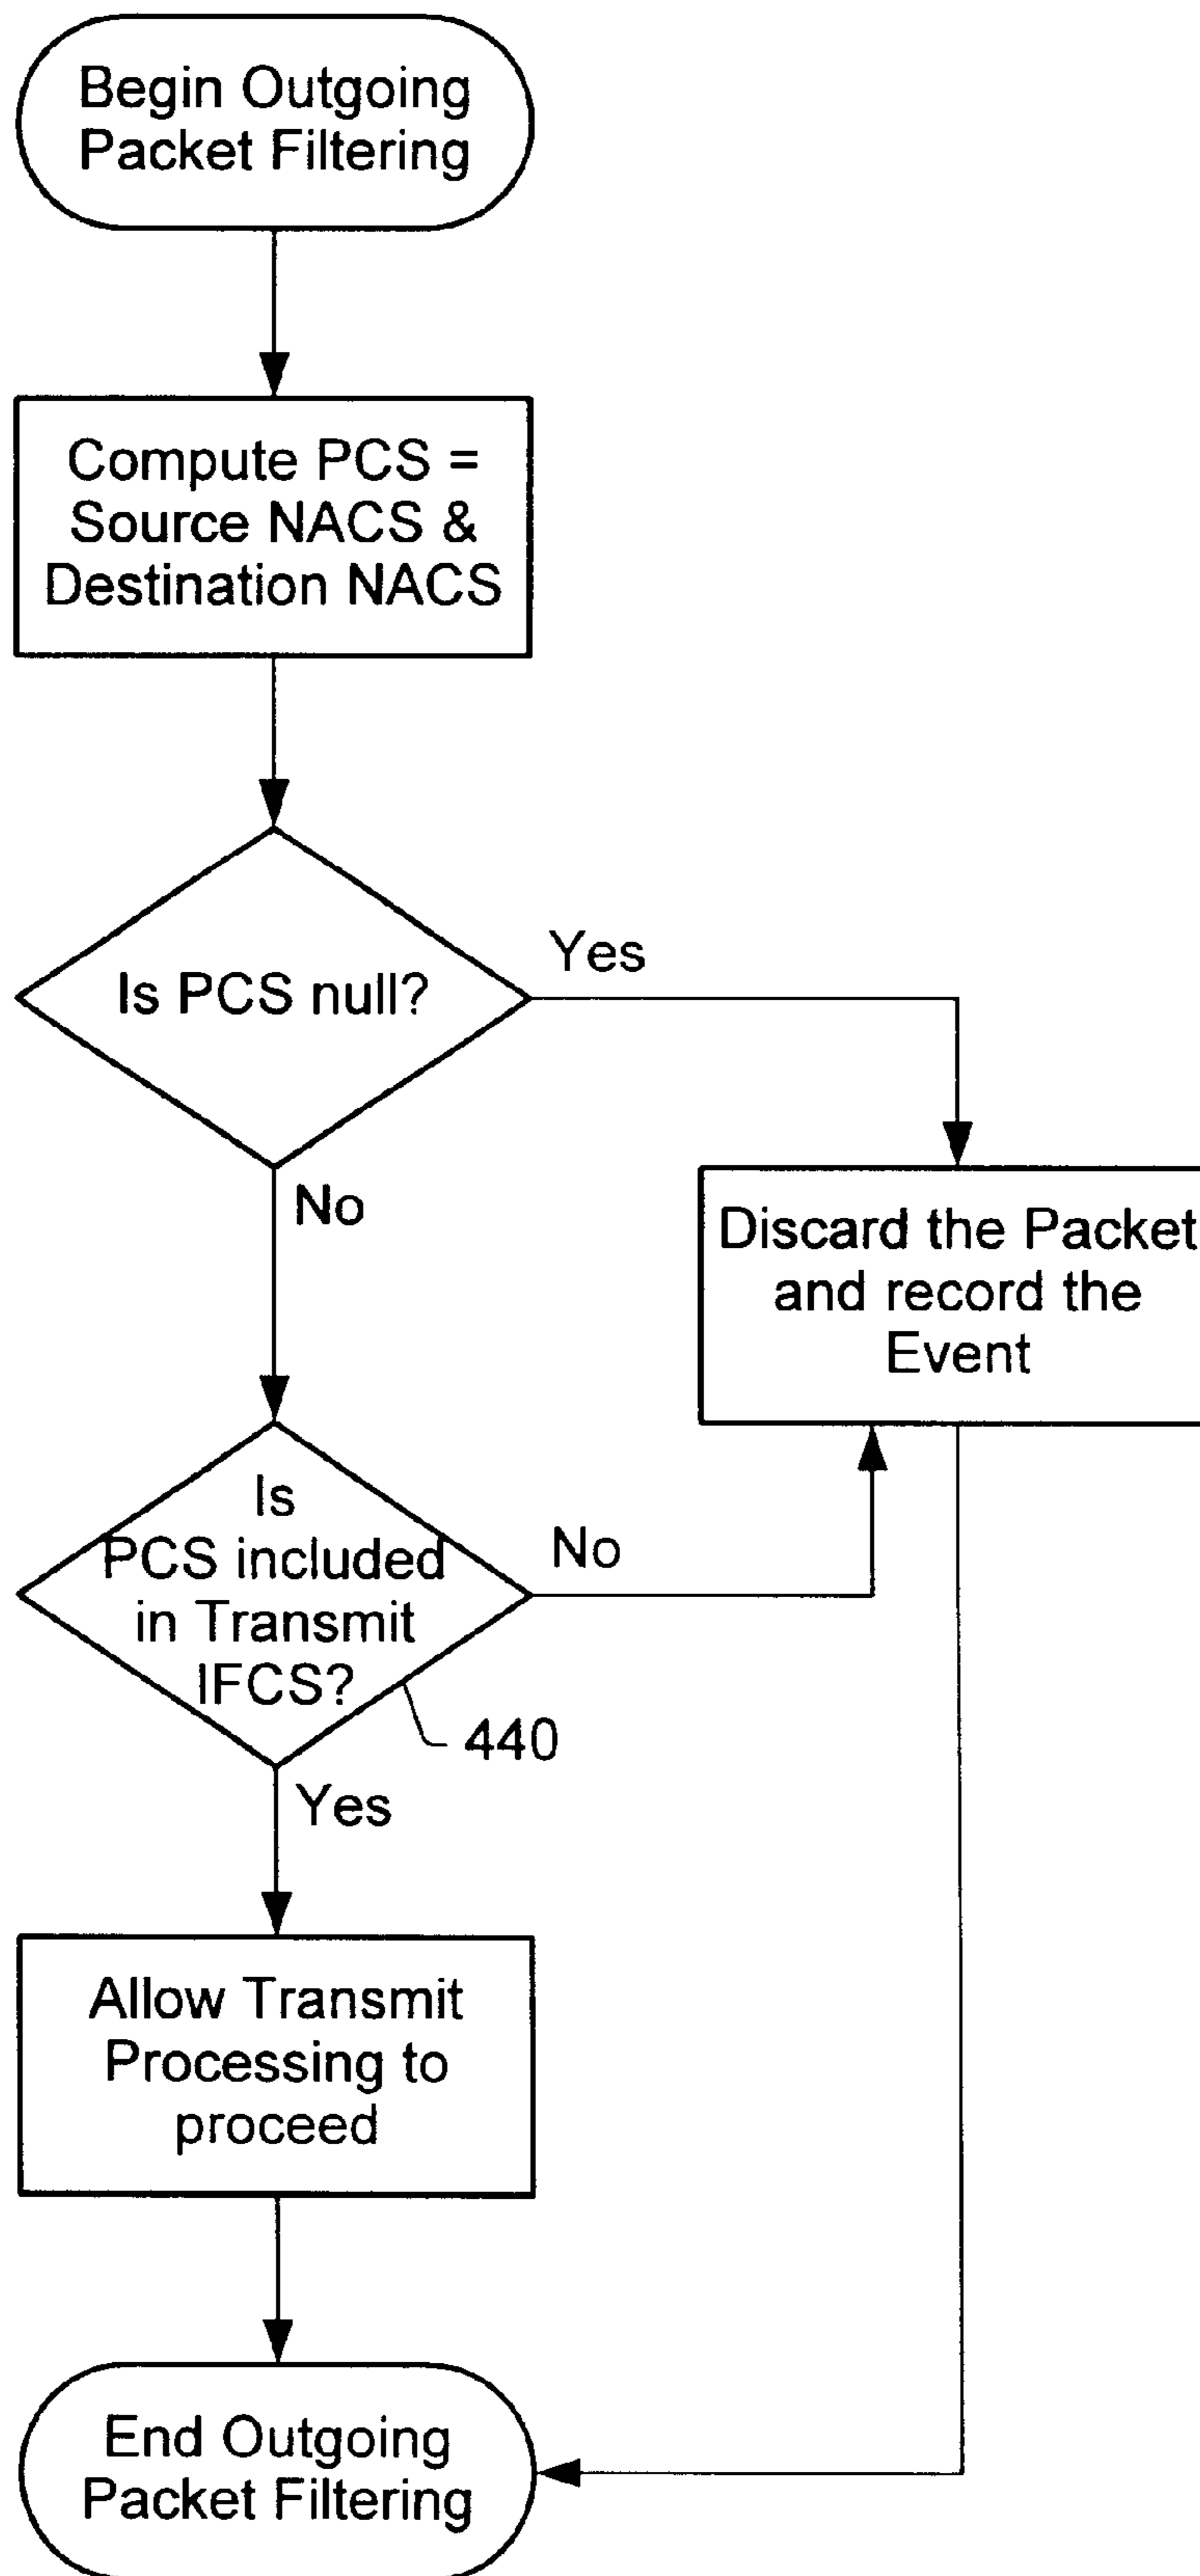 Begin Outgoing
Packet Filtering
Compute PCS =
Source NACS &
Destination NACS
Is PCS null?
Yes
No
Discard the Packet
and record the
Event
Is
PCS included
in Transmit
IFCS?
No
440
Yes
Allow Transmit
Processing to
proceed
End Outgoing
Packet Filtering